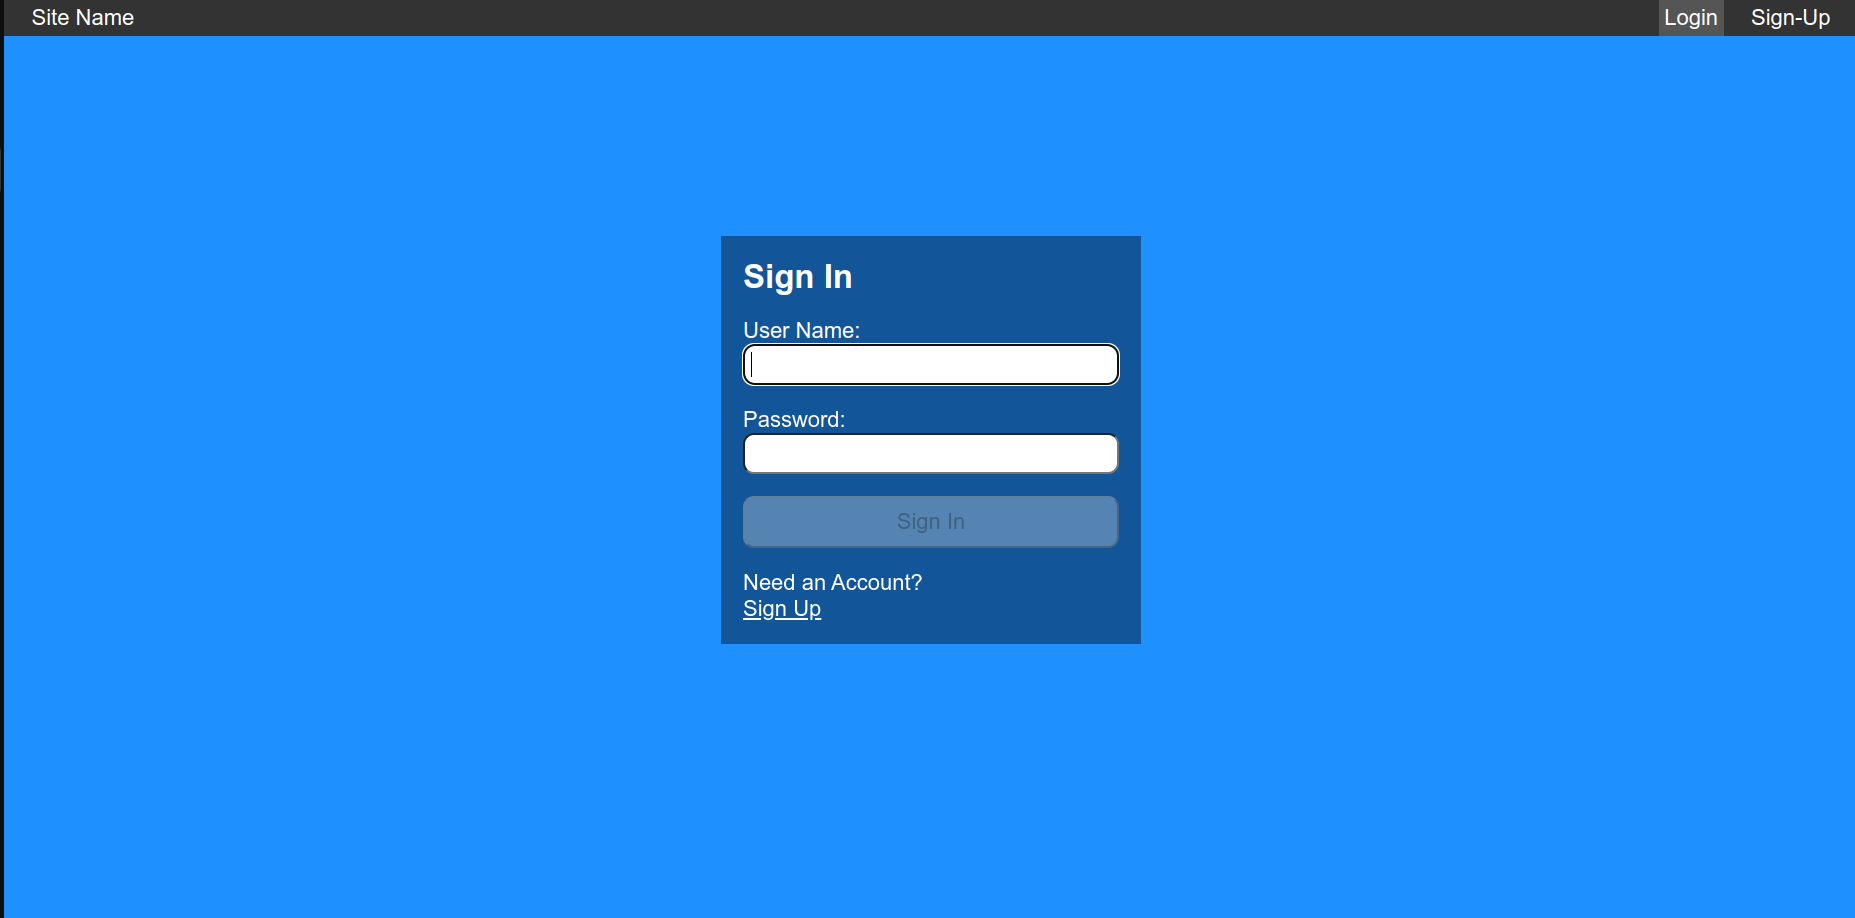 Site Name
Login
Sign-Up
Sign In
User Name:
Password:
Sign In
Need an Account?
Sign Up